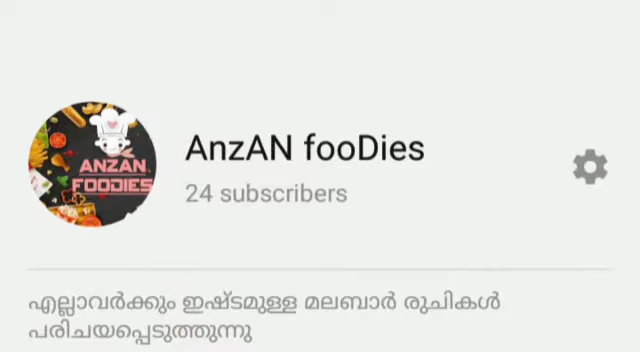 ANZAN
FOODIES
AnzAN fooDies
24 subscribers
എല്ലാവർക്കും ഇഷ്ടമുള്ള മലബാർ രുചികൾ
പരിചയപ്പെടുത്തുന്നു